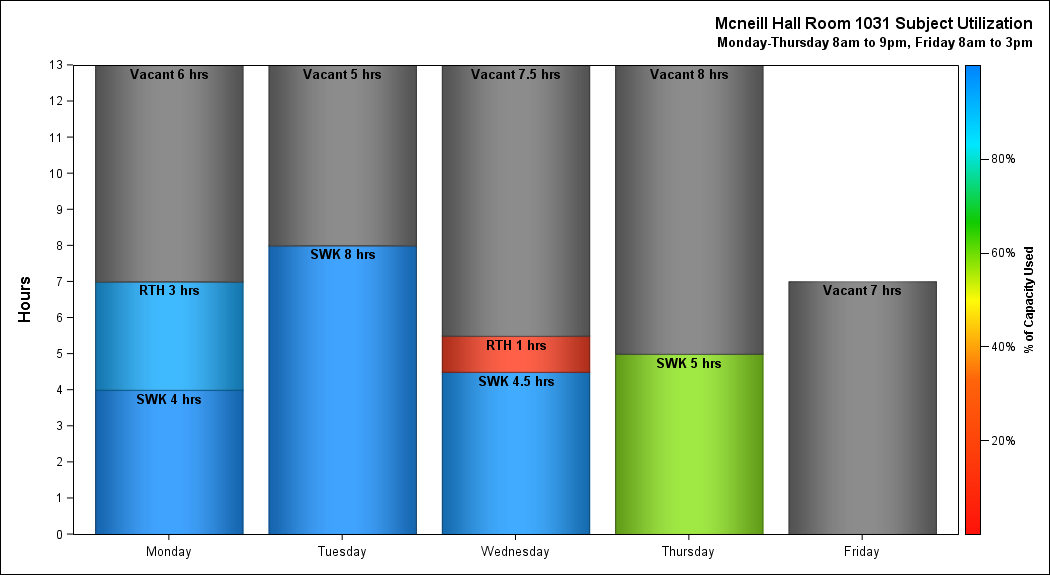 Mcneill Hall Room 1031 Subject Utilization
Monday-Thursday 8am to 9pm, Friday 8am to 3pm
Hours
13
12
11
10
9
8
7
6
5
4
3
2
1
0
Vacant 6 hrs
RTH 3 hrs
SWK 4 hrs
Vacant 5 hrs
SWK 8 hrs
Vacant 7.5 hrs
RTH 1 hrs
SWK 4.5 hrs
Vacant 8 hrs
SWK 5 hrs
Vacant 7 hrs
Monday
Tuesday
Wednesday
Thursday
Friday
80%
60%
40%
20%
% of Capacity Used